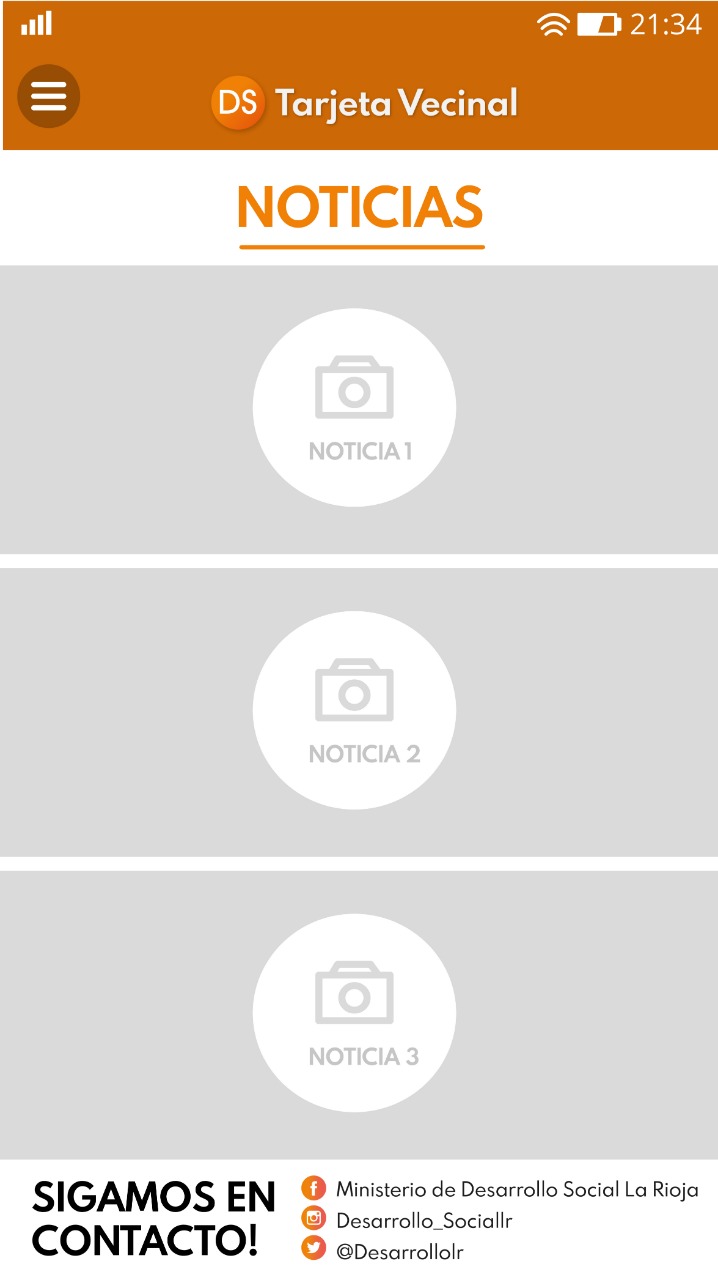 21:34
DS Tarjeta Vecinal
NOTICIAS
NOTICIA 1
NOTICIA 2
NOTICIA 3
SIGAMOS EN
CONTACTO!
Ministerio de Desarrollo Social La Rioja
Desarrollo_Sociallr
@Desarrollolr